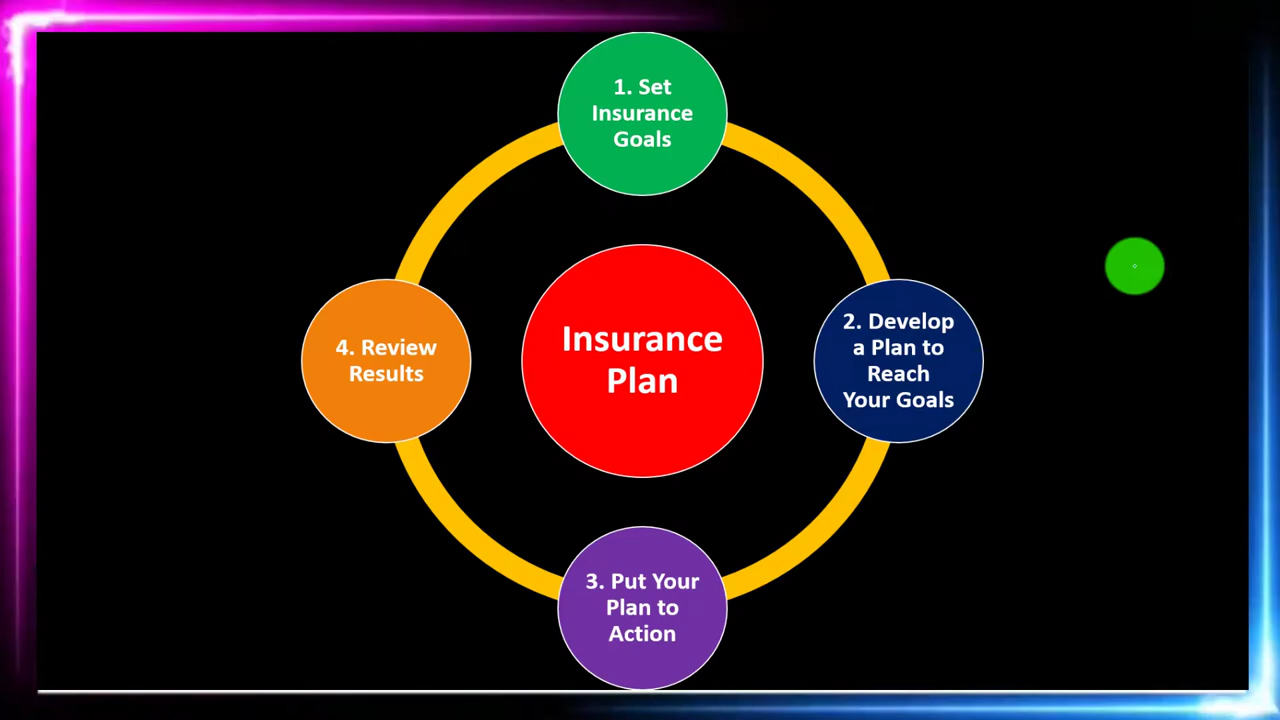 1. Set
Insurance
Goals
2. Develop
a Plan to
Reach
Your Goals
3. Put Your
Plan to
Action
4. Review
Results
Insurance
Plan